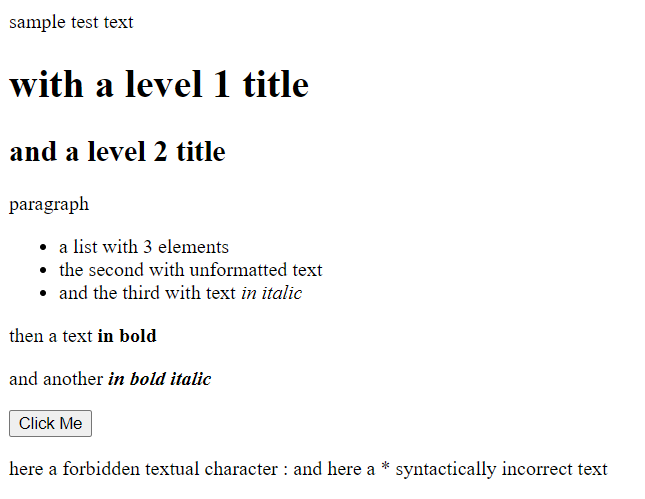 sample test text
with a level 1 title
and a level 2 title
paragraph
a list with 3 elements
the second with unformatted text
and the third with text in italic
then a text in bold
and another in bold italic
Click Me
here a forbidden textual character : and here a * syntactically incorrect text